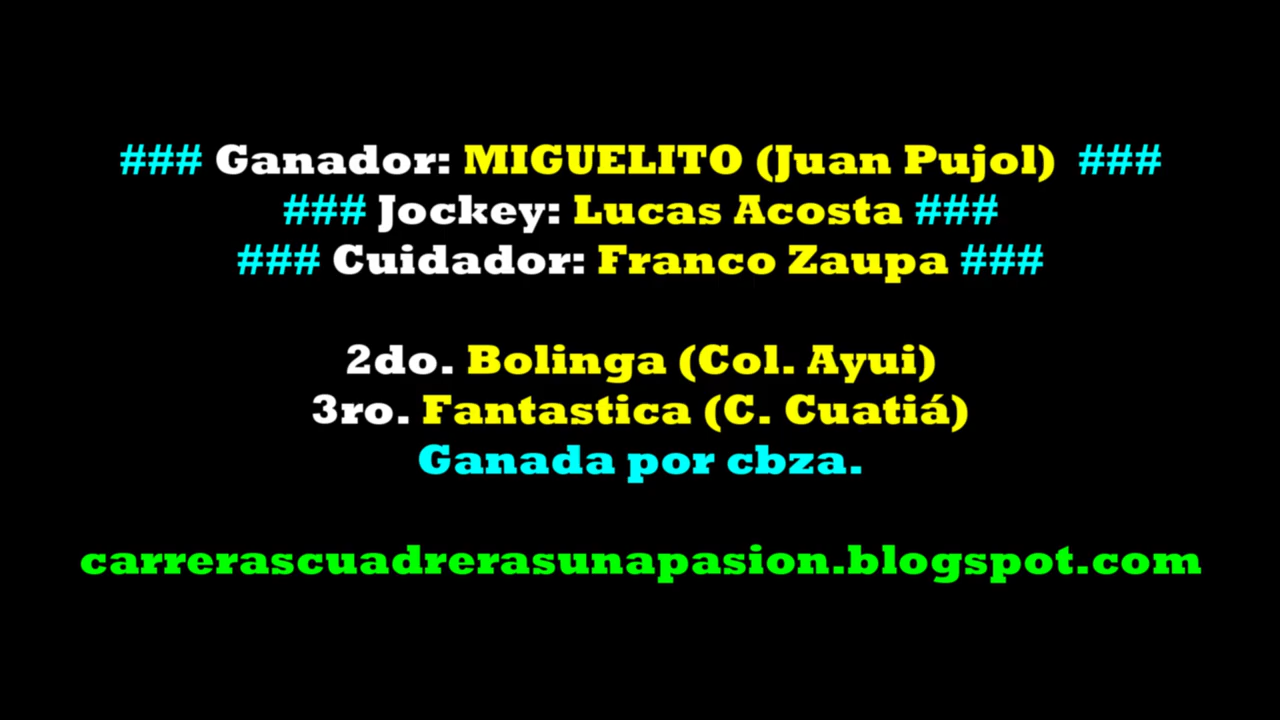 ### Ganador: MIGUELITO (Juan Pujol) ###
### Jockey: Lucas Acosta ###
### Cuidador: Franco Zaupa ###
2do. Bolinga (Col. Ayui)
3ro. Fantastica (C. Cuatiá)
Ganada por cbza.
carrerascuadrerasunapasion.blogspot.com